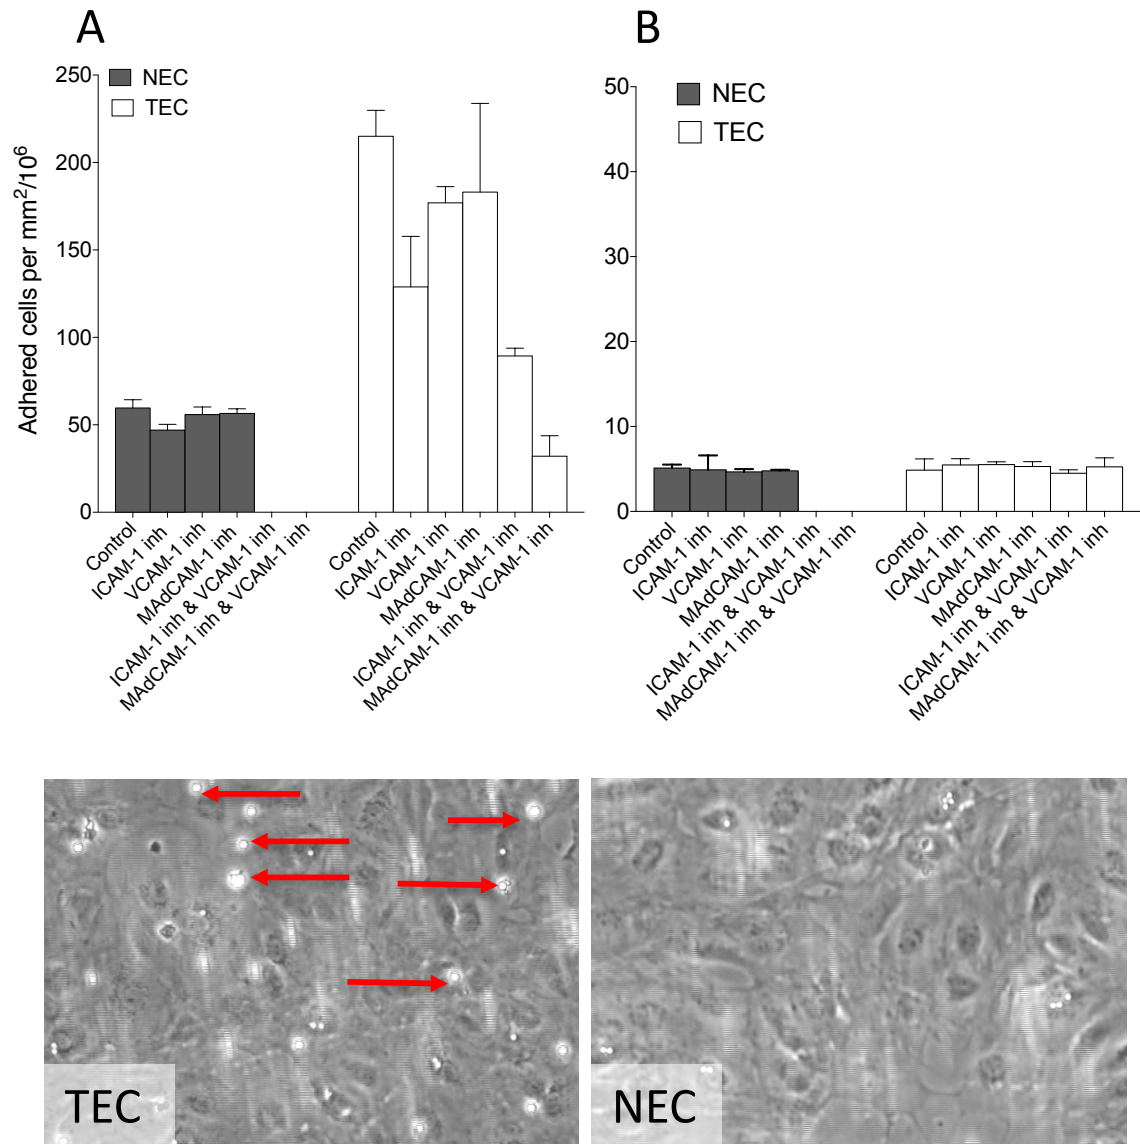 A
B
NEC
TEC
Adhered cells per mm²/10⁶
250
200
150
100
50
0
Control
ICAM-1 inh
VCAM-1 inh
MAdCAM-1 inh
ICAM-1 inh & VCAM-1 inh
MAdCAM-1 inh & VCAM-1 inh
Control
ICAM-1 inh
VCAM-1 inh
MAdCAM-1 inh
ICAM-1 inh & VCAM-1 inh
MAdCAM-1 inh & VCAM-1 inh
NEC
TEC
50
40
30
20
10
0
Control
ICAM-1 inh
VCAM-1 inh
MAdCAM-1 inh
ICAM-1 inh & VCAM-1 inh
MAdCAM-1 inh & VCAM-1 inh
Control
ICAM-1 inh
VCAM-1 inh
MAdCAM-1 inh
ICAM-1 inh & VCAM-1 inh
MAdCAM-1 inh & VCAM-1 inh
TEC
NEC